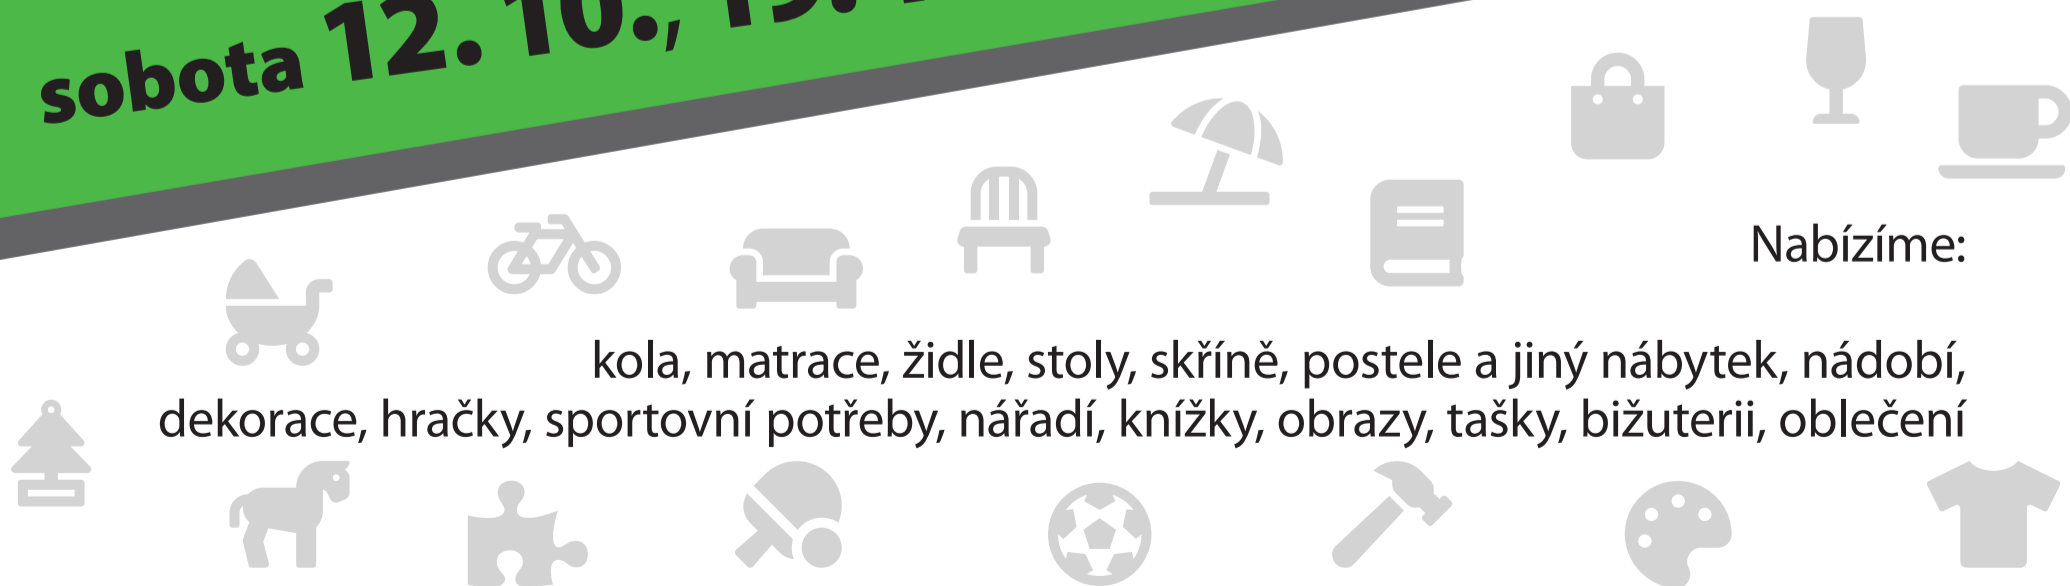 sobota 12. 10., 19.
Nabízíme:
kola, matrace, židle, stoly, skříně, postele a jiný nábytek, nádobí,
dekorace, hračky, sportovní potřeby, nářadí, knížky, obrazy, tašky, bižuterii, oblečení